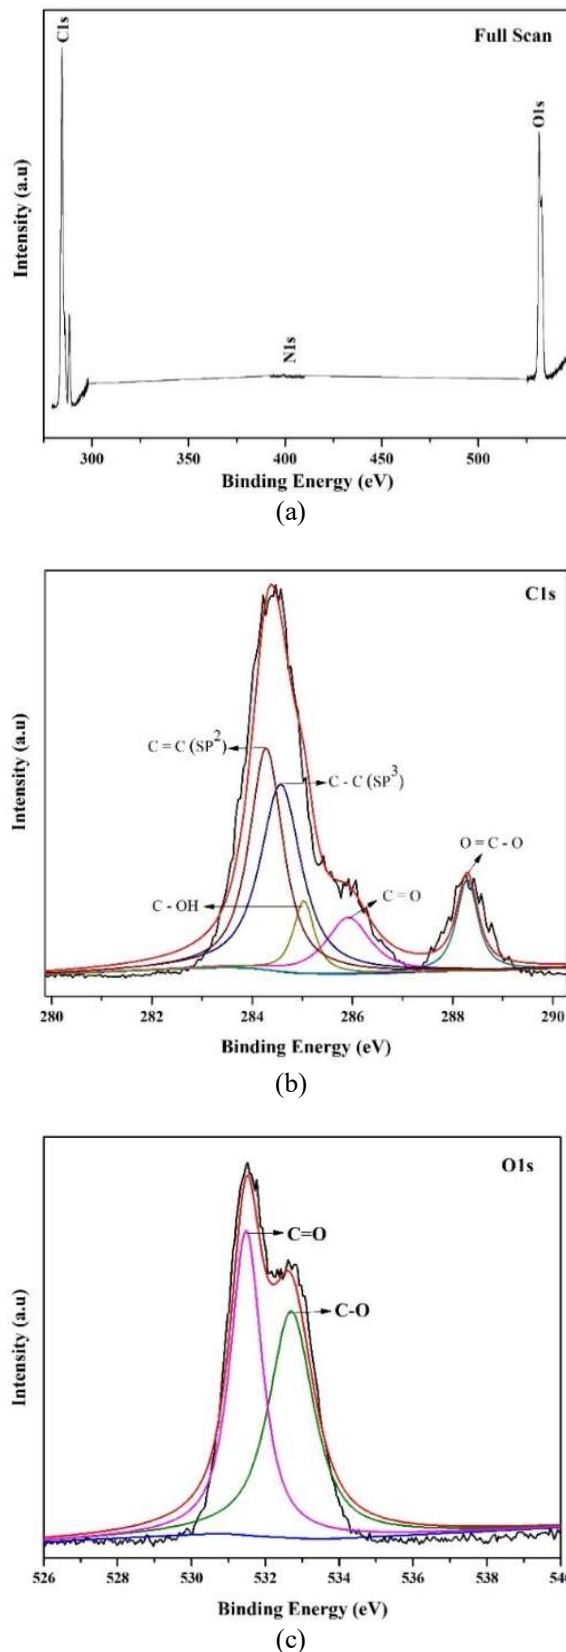 Full Scan
C1s
O1s
N1s
Intensity (a.u)
300 350 400 450 500
Binding Energy (eV)
(a)
C1s
C = C (SP²)
C - C (SP³)
O = C - O
C - OH
C = O
Intensity (a.u)
280 282 284 286 288 290
Binding Energy (eV)
(b)
O1s
C=O
C-O
Intensity (a.u)
526 528 530 532 534 536 538 540
Binding Energy (eV)
(c)